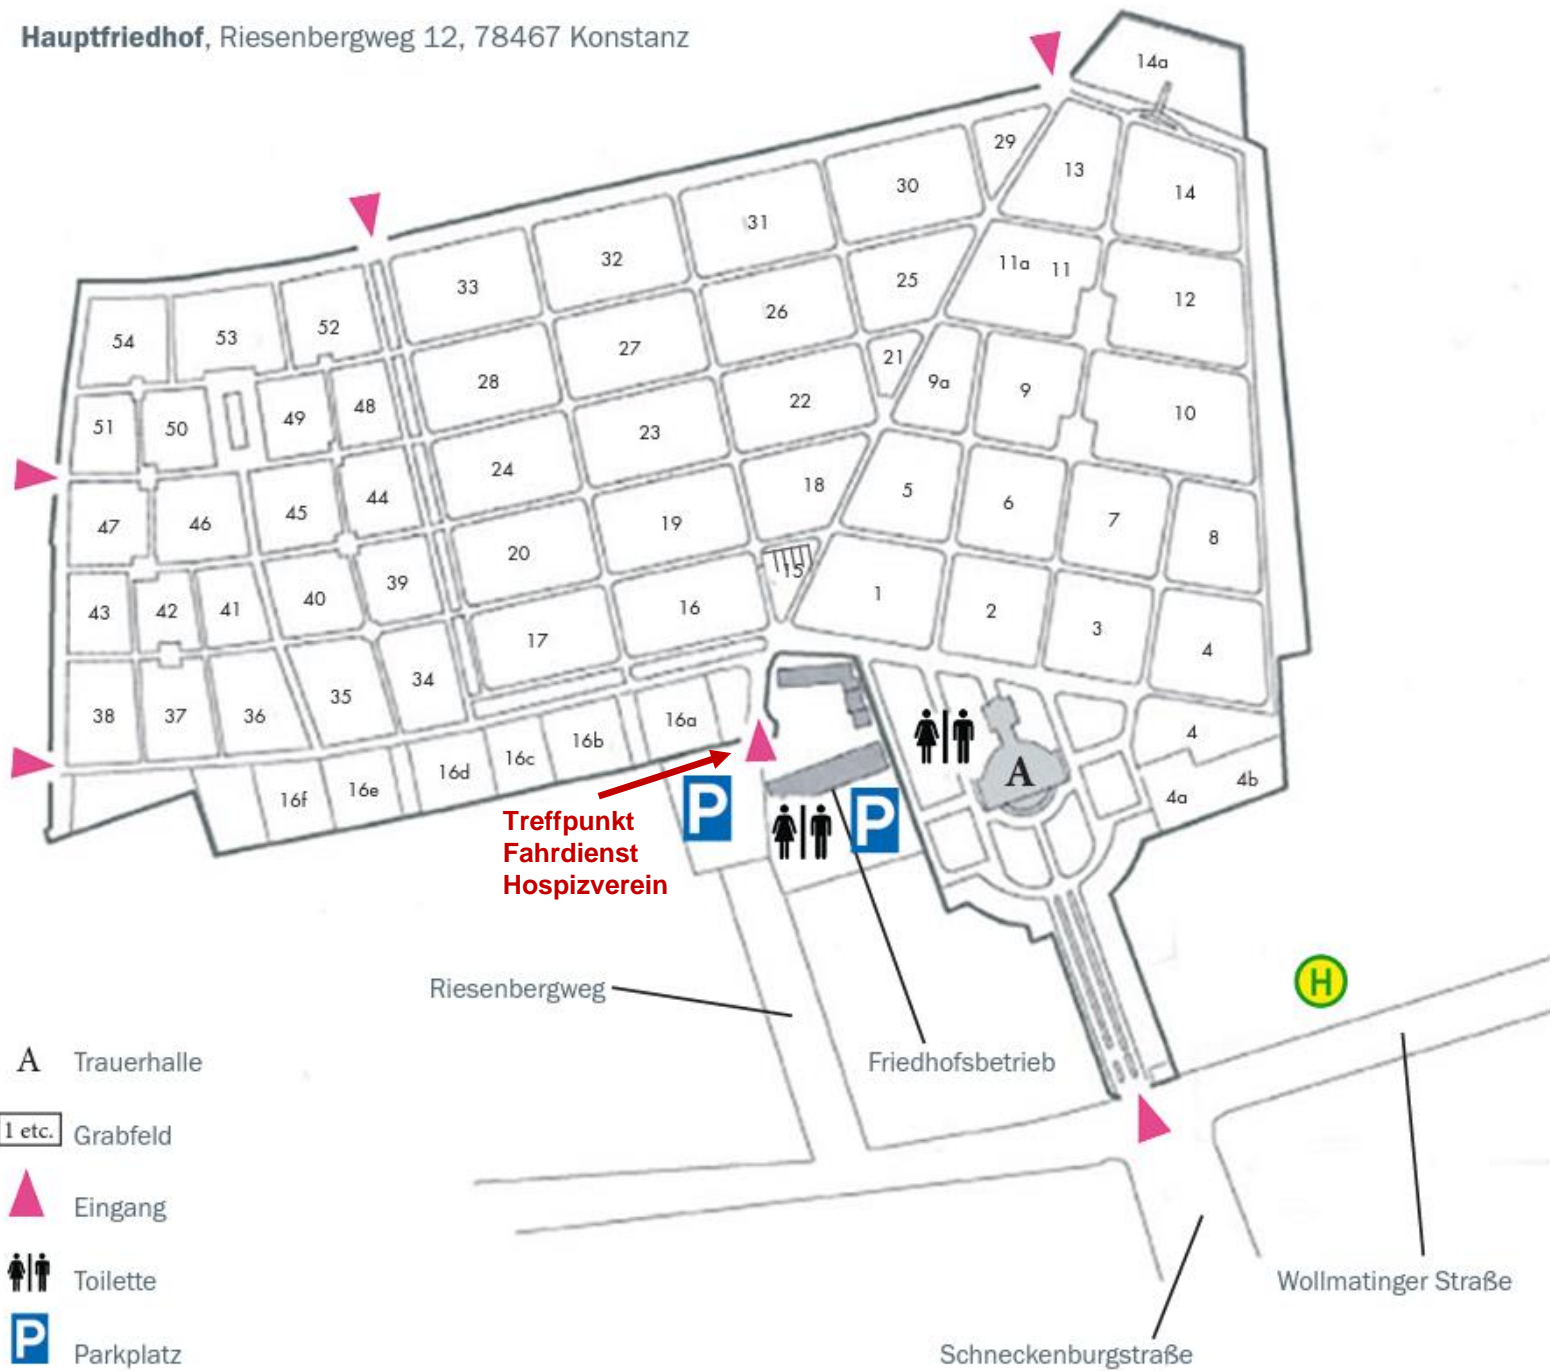 Hauptfriedhof, Riesenbergweg 12, 78467 Konstanz
14a
29
13
14
30
31
32
33
11a 11
12
25
26
27
28
52
53
54
21
9a
9
10
22
23
24
48
49
50
51
18
5
6
7
8
19
20
44
45
46
47
15
1
2
3
4
16
17
39
40
41
42
43
34
35
36
37
38
16a
16b
16c
16d
16e
16f
4
4a
4b
A
P
P
Treffpunkt
Fahrdienst
Hospizverein
Riesenbergweg
Friedhofsbetrieb
H
Wollmatinger Straße
Schneckenburgstraße
A Trauerhalle
1 etc. Grabfeld
Eingang
Toilette
P Parkplatz